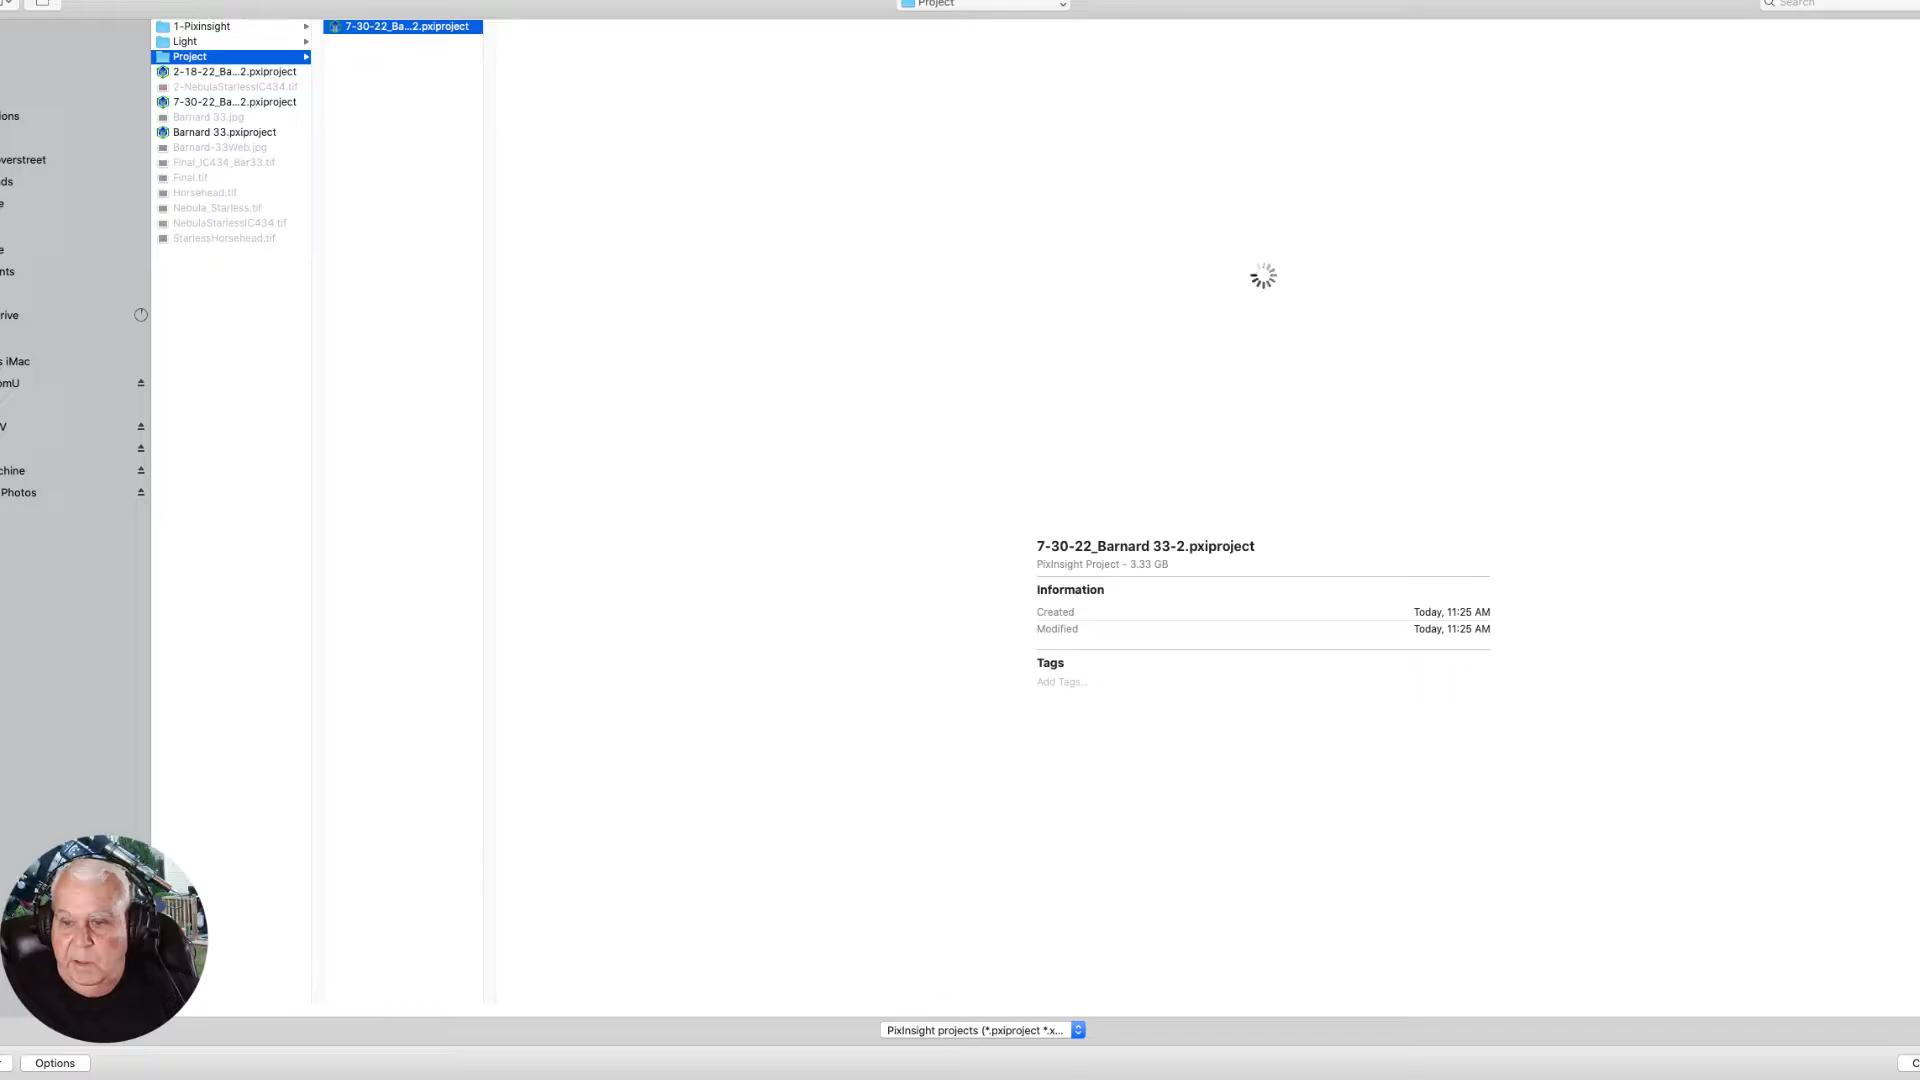 Project
Search
1-Pixinsight
Light
Project
2-18-22_Ba...2.pxiproject
2-NebulaStarlessIC434.tif
7-30-22_Ba...2.pxiproject
Barnard 33.jpg
Barnard 33.pxiproject
Barnard-33Web.jpg
Final_IC434_Bar33.tif
Final.tif
Horsehead.tif
Nebula_Starless.tif
NebulaStarlessIC434.tif
StarlessHorsehead.tif
7-30-22_Ba...2.pxiproject
ions
verstreet
ds
e
e
nts
rive
s iMac
omU
V
chine
Photos
7-30-22_Barnard 33-2.pxiproject
PixInsight Project - 3.33 GB
Information
Created Today, 11:25 AM
Modified Today, 11:25 AM
Tags
Add Tags...
PixInsight projects (*.pxiproject *.x...
Options
C